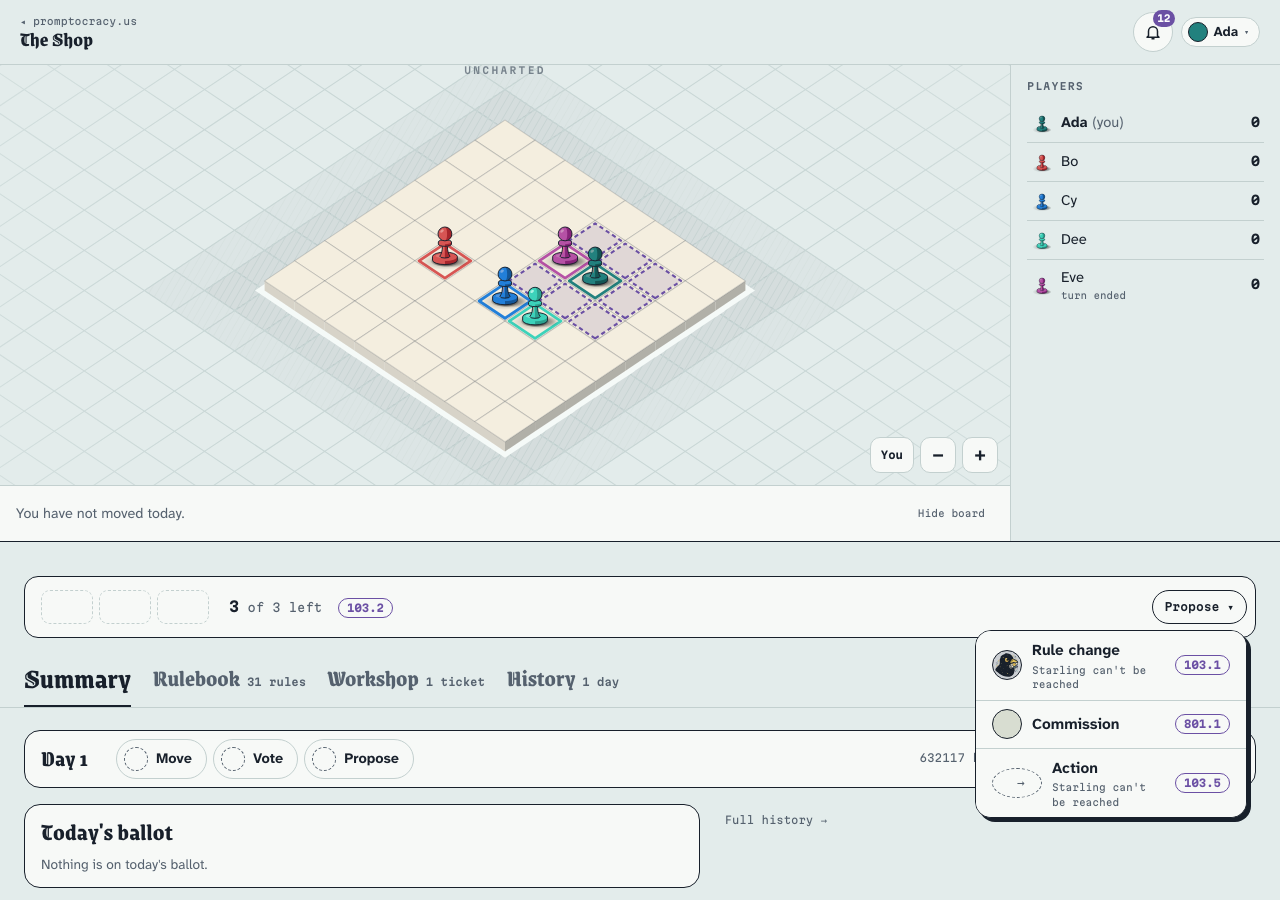 ◂ promptocracy.us
The Shop
12
Ada ▾
UNCHARTED
You
−
+
You have not moved today.
Hide board
PLAYERS
Ada (you) 0
Bo 0
Cy 0
Dee 0
Eve 0
turn ended
3 of 3 left 103.2
Propose ▾
Rule change
Starling can't be
reached
103.1
Commission 801.1
→ Action
Starling can't
be reached
103.5
Summary Rulebook 31 rules Workshop 1 ticket History 1 day
Day 1 Move Vote Propose 632117
Today's ballot
Nothing is on today's ballot.
Full history →